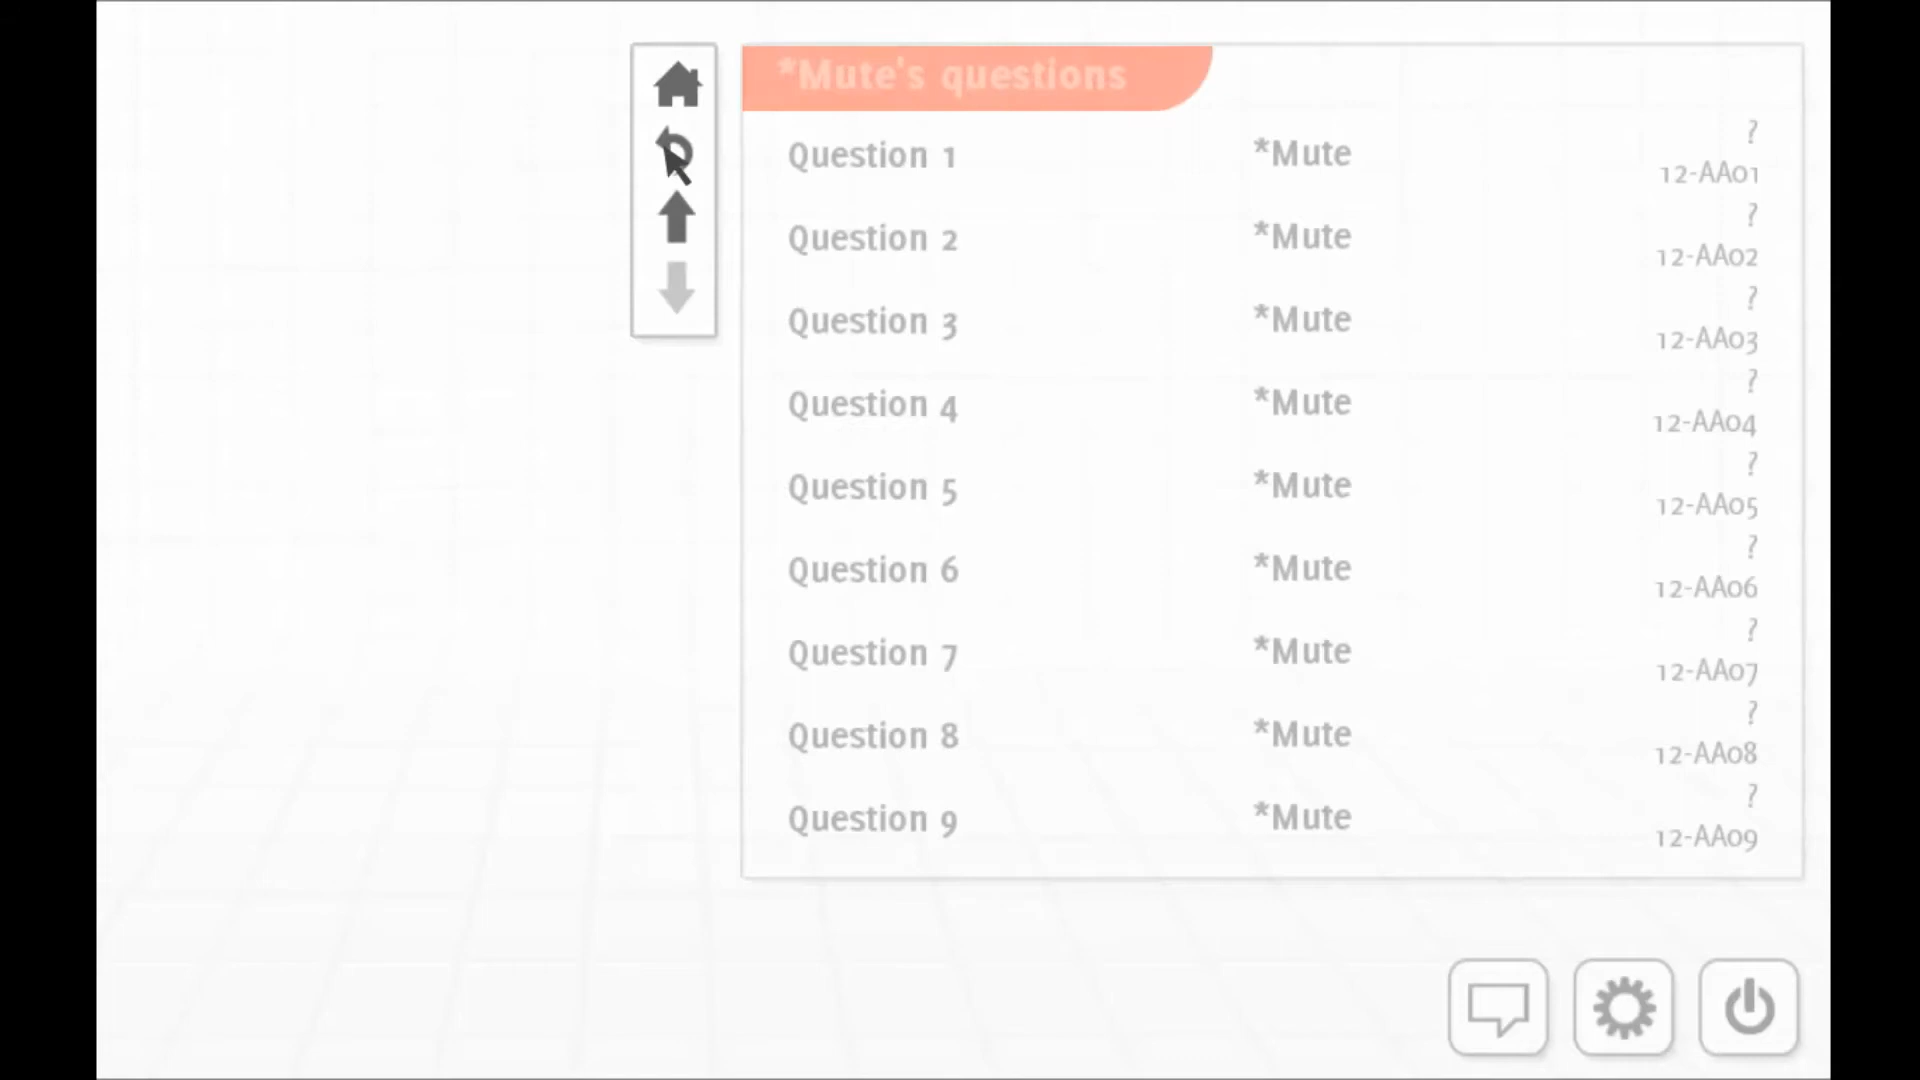 *Mute's questions
Question 1 *Mute ?
12-AA01
Question 2 *Mute ?
12-AA02
Question 3 *Mute ?
12-AA03
Question 4 *Mute ?
12-AA04
Question 5 *Mute ?
12-AA05
Question 6 *Mute ?
12-AA06
Question 7 *Mute ?
12-AA07
Question 8 *Mute ?
12-AA08
Question 9 *Mute ?
12-AA09